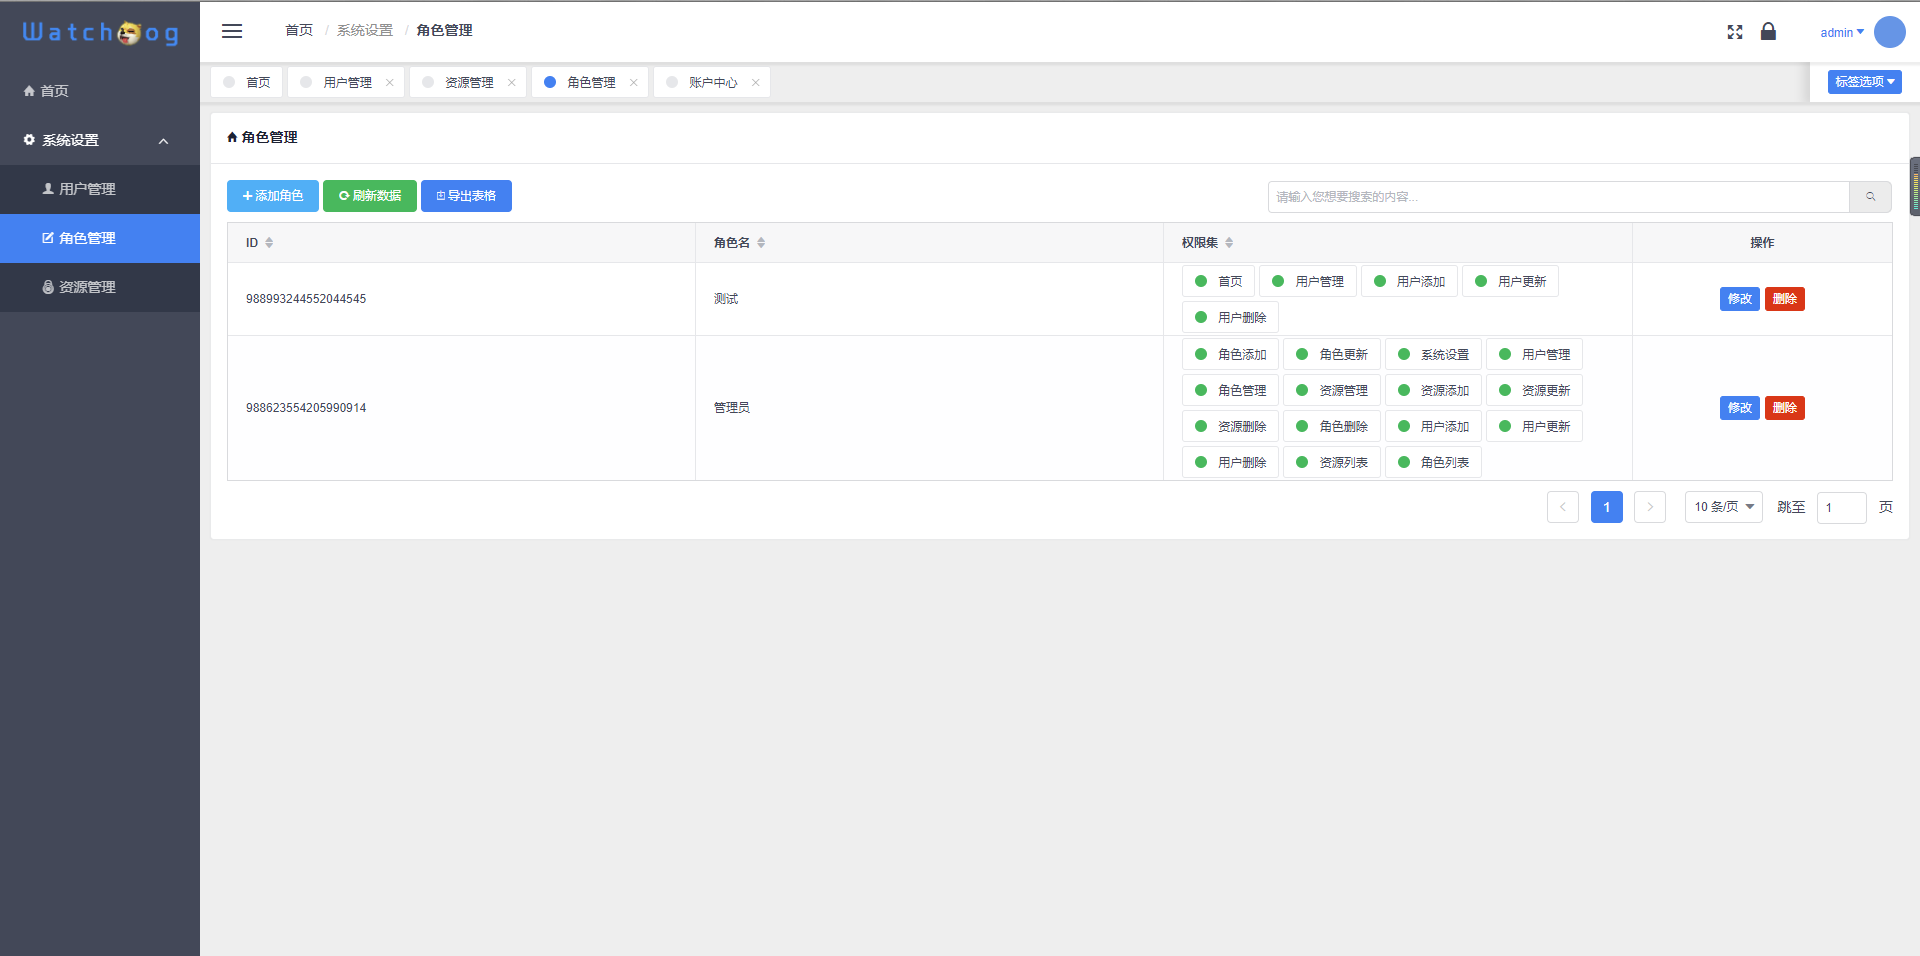 Watch og
首页 / 系统设置 / 角色管理
admin
首页
系统设置
用户管理
角色管理
资源管理
首页 用户管理 资源管理 角色管理 账户中心
标签选项
角色管理
添加角色 刷新数据 导出表格
请输入您想要搜索的内容...
ID 角色名 权限集 操作
988993244552044545 测试 首页 用户管理 用户添加 用户更新
用户删除
修改 删除
988623554205990914 管理员 角色添加 角色更新 系统设置 用户管理
角色管理 资源管理 资源添加 资源更新
资源删除 角色删除 用户添加 用户更新
用户删除 资源列表 角色列表
修改 删除
1 10 条/页 跳至 1 页